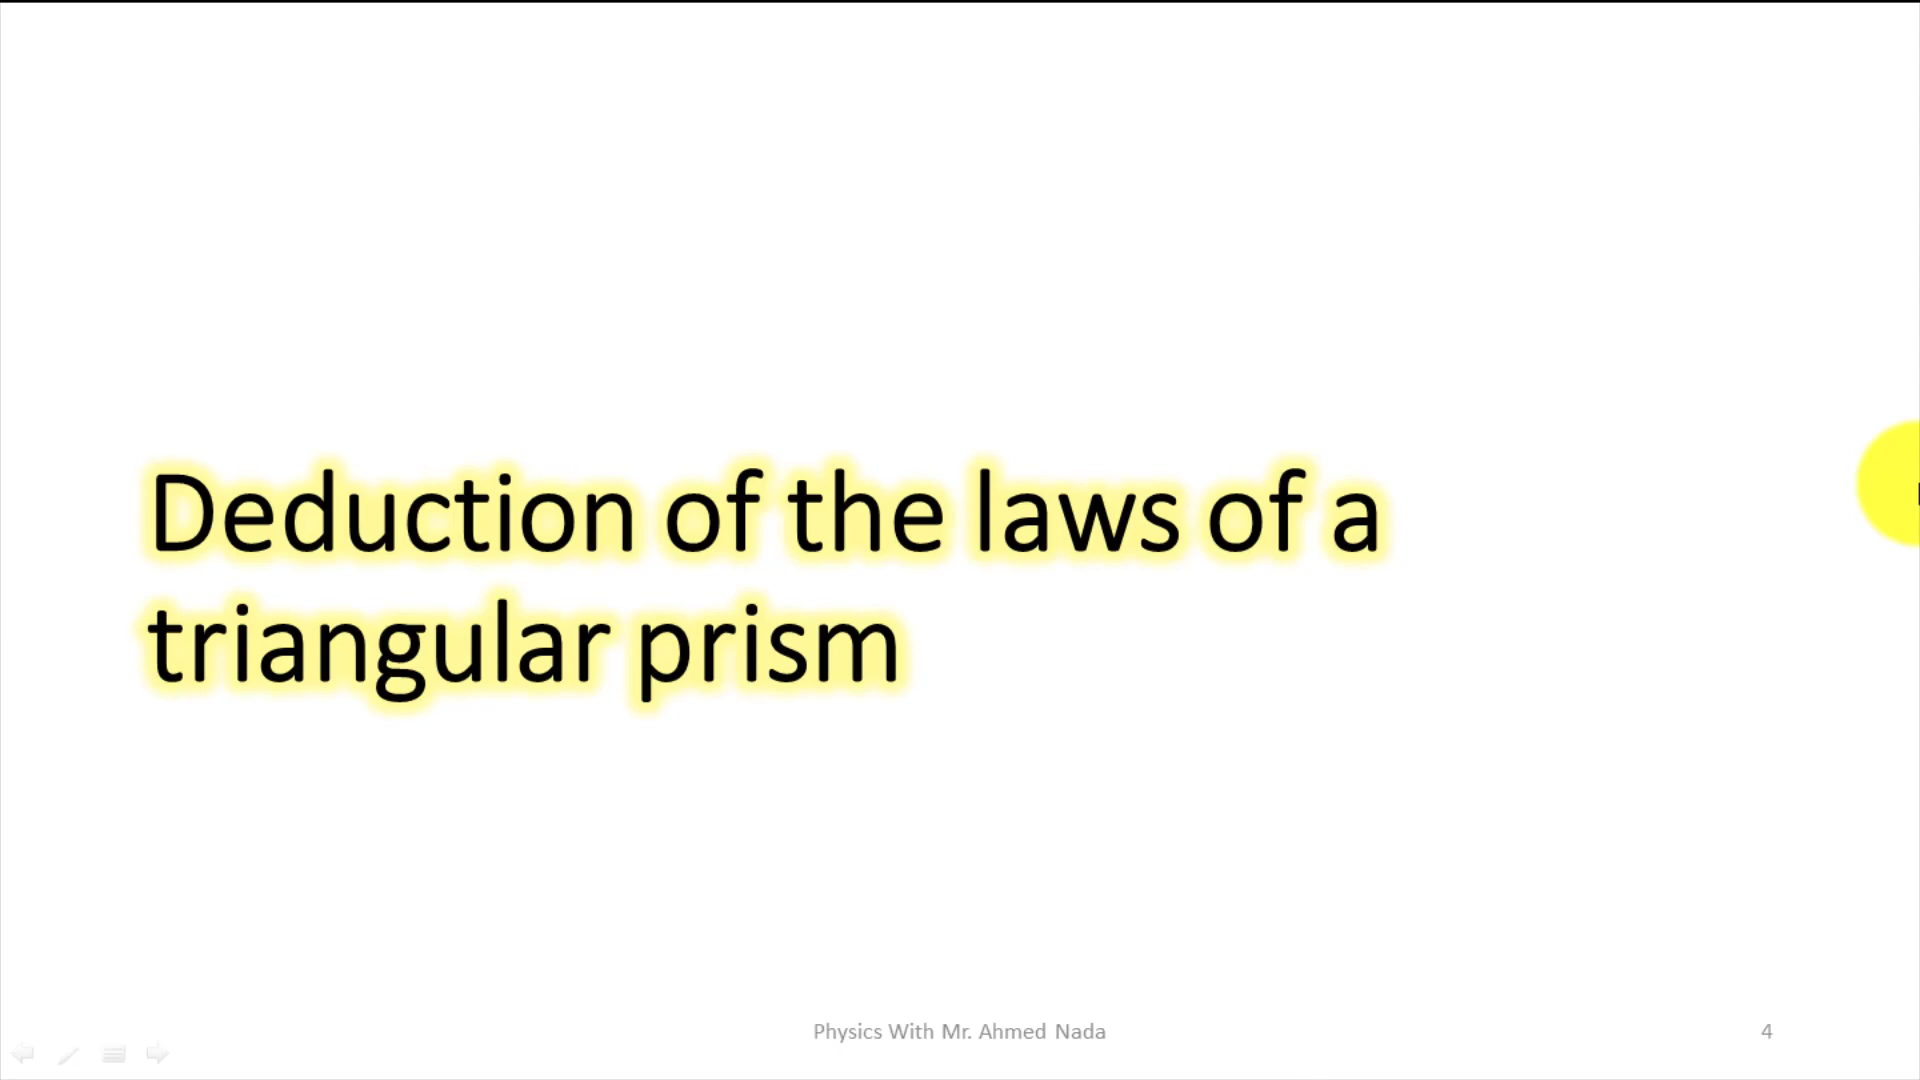 Deduction of the laws of a
triangular prism
Physics With Mr. Ahmed Nada
4